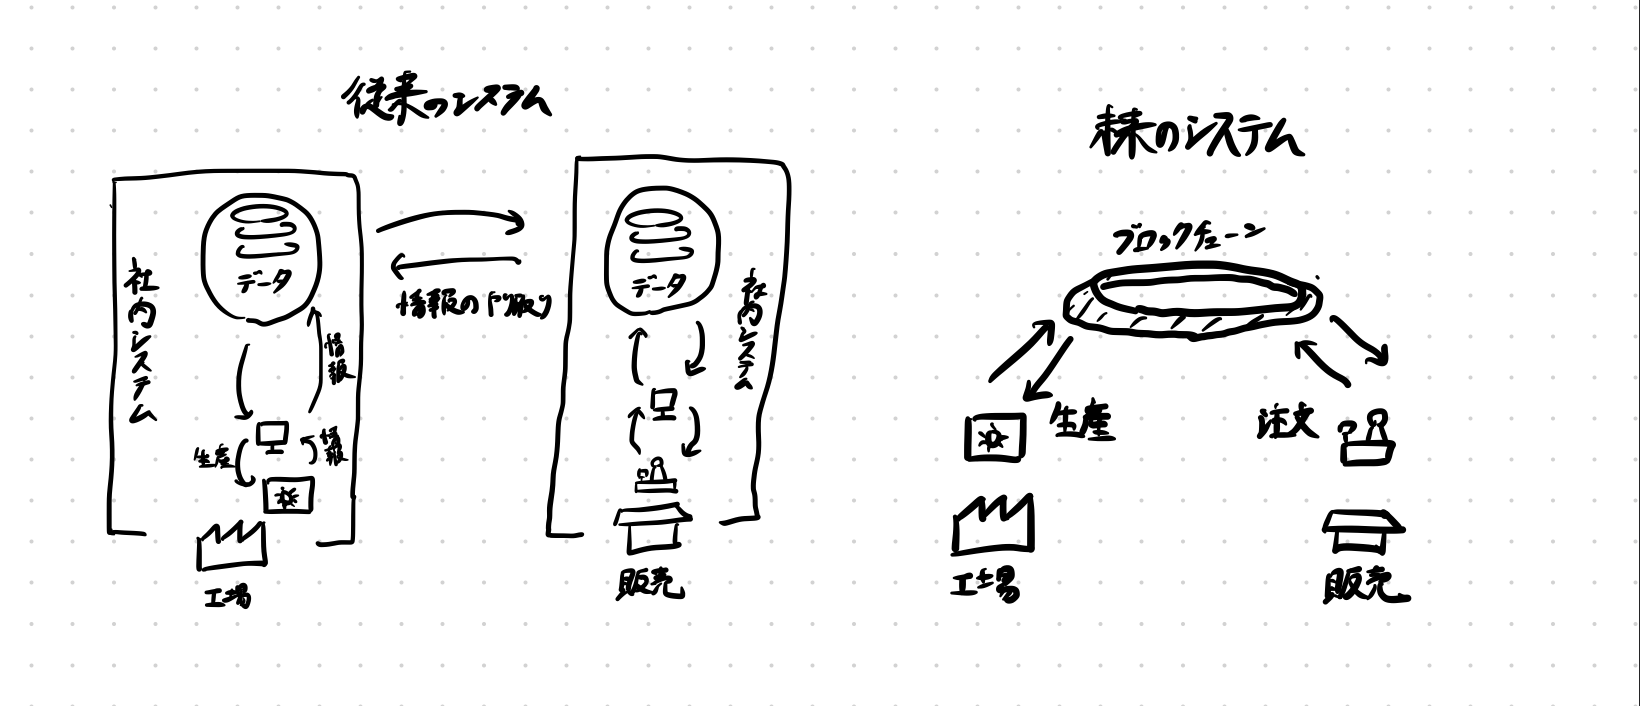 従来のシステム
社内システム
データ
情報
生産
情報
工場
情報のやり取り
データ
社内システム
販売
株のシステム
ブロックチェーン
生産
注文
工場
販売